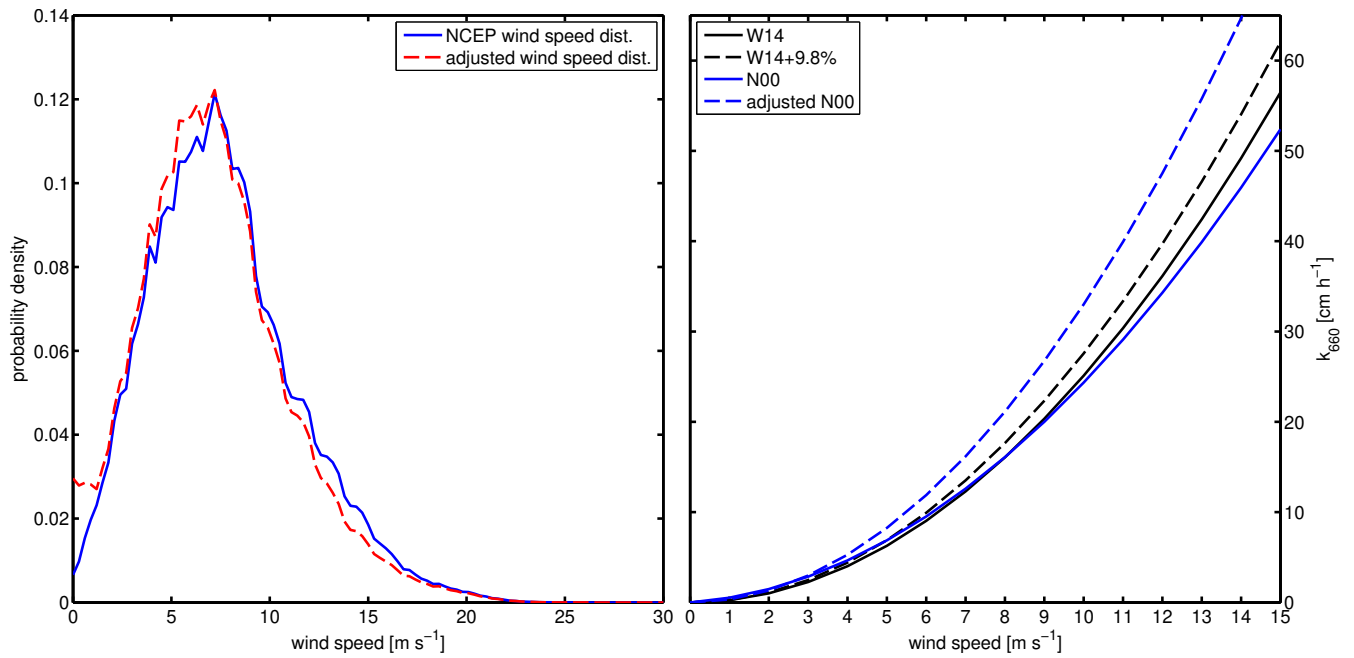 0.14
0.12
0.1
0.08
0.06
0.04
0.02
0
probability density
NCEP wind speed dist.
adjusted wind speed dist.
0 5 10 15 20 25 30
wind speed [m s⁻¹]
W14
W14+9.8%
N00
adjusted N00
60
50
40
30
20
10
0
k₆₆₀ [cm h⁻¹]
0 1 2 3 4 5 6 7 8 9 10 11 12 13 14 15
wind speed [m s⁻¹]